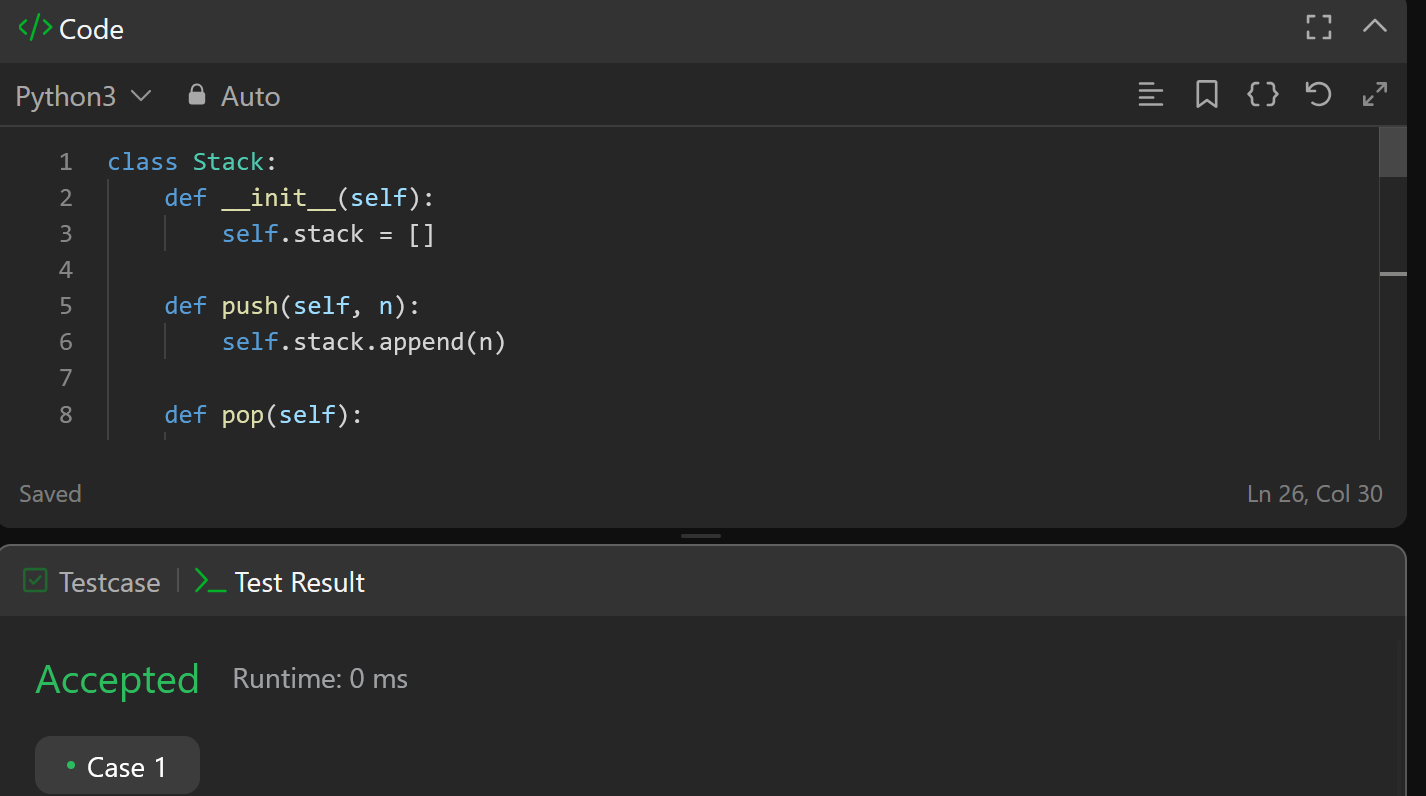 </> Code
Python3 Auto
1 class Stack:
2     def __init__(self):
3         self.stack = []
4
5     def push(self, n):
6         self.stack.append(n)
7
8     def pop(self):
Saved Ln 26, Col 30
Testcase >_ Test Result
Accepted Runtime: 0 ms
• Case 1